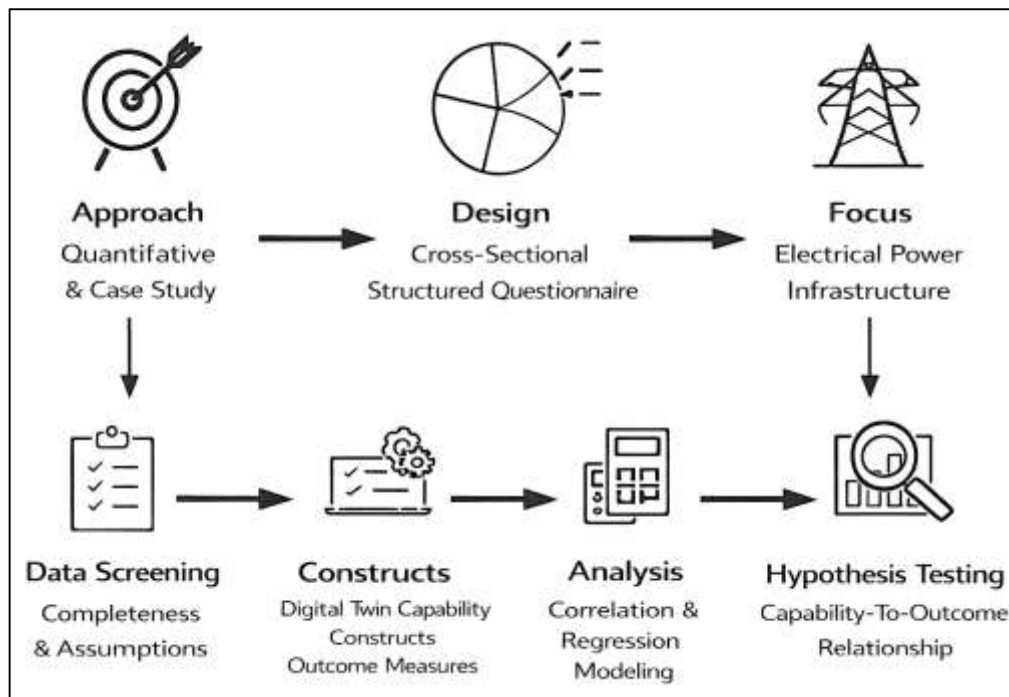 Approach
Quantifative
& Case Study
Design
Cross-Sectional
Structured Questionnaire
Focus
Electrical Power
Infrastructure
Data Screening
Completeness
& Assumptions
Constructs
Digital Twin Capability
Constructs
Outcome Measures
Analysis
Correlation &
Regression
Modeling
Hypothesis Testing
Capability-To-Outcome
Relationship